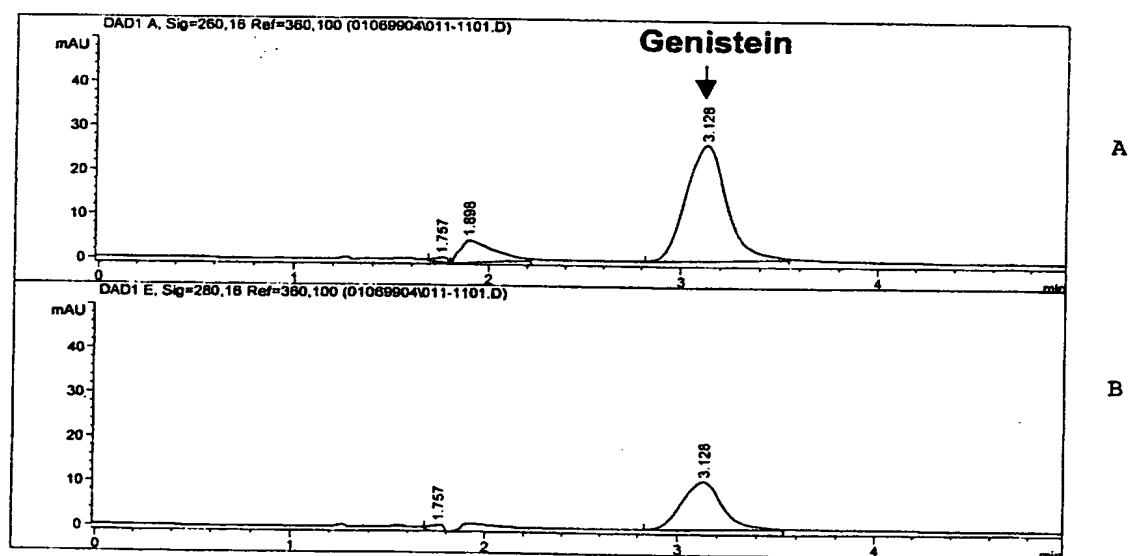 DAD1 A, Sig=260,16 Ref=360,100 (01069904\011-1101.D)
mAU
Genistein
40
30
20
10
0
1.757
1.898
3.128
A
0 1 2 3 4 min
DAD1 E, Sig=280,16 Ref=360,100 (01069904\011-1101.D)
mAU
40
30
20
10
0
1.757
3.128
B
0 1 2 3 4 min